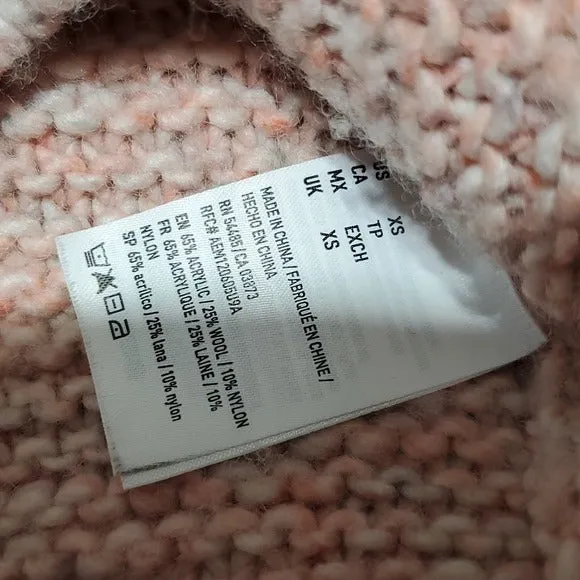 US XS
CA TP
MX EXCH
UK XS
MADE IN CHINA / FABRIQUÉ EN CHINE /
HECHO EN CHINA
RN 54485 / CA 03873
RFC# AEM120605U9A
EN 65% ACRYLIC / 25% WOOL / 10% NYLON
FR 65% ACRYLIQUE / 25% LAINE / 10%
NYLON
SP 65% acrílico / 25% lana / 10% nylon